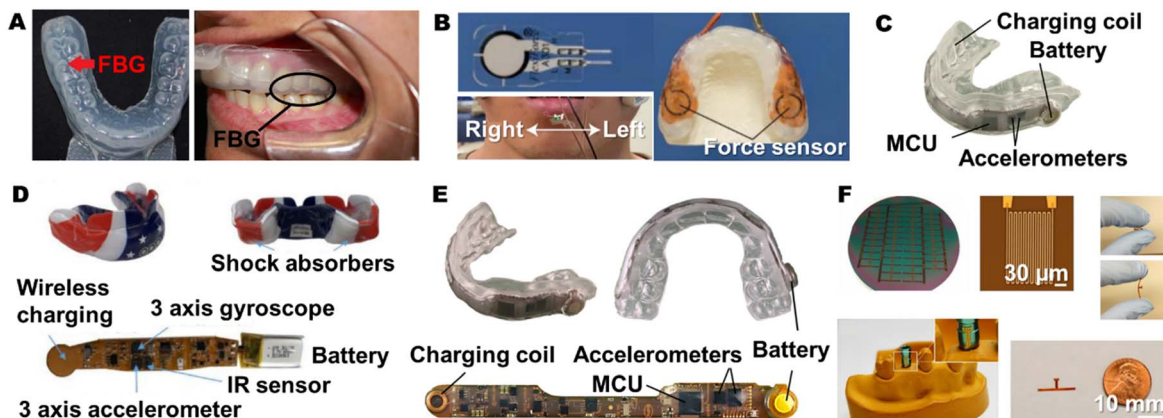 A
FBG
FBG
B
Right
Left
Force sensor
C
Charging coil
Battery
MCU
Accelerometers
D
Shock absorbers
Wireless
charging
3 axis gyroscope
Battery
IR sensor
3 axis accelerometer
E
Charging coil
Accelerometers
MCU
Battery
F
30 µm
10 mm